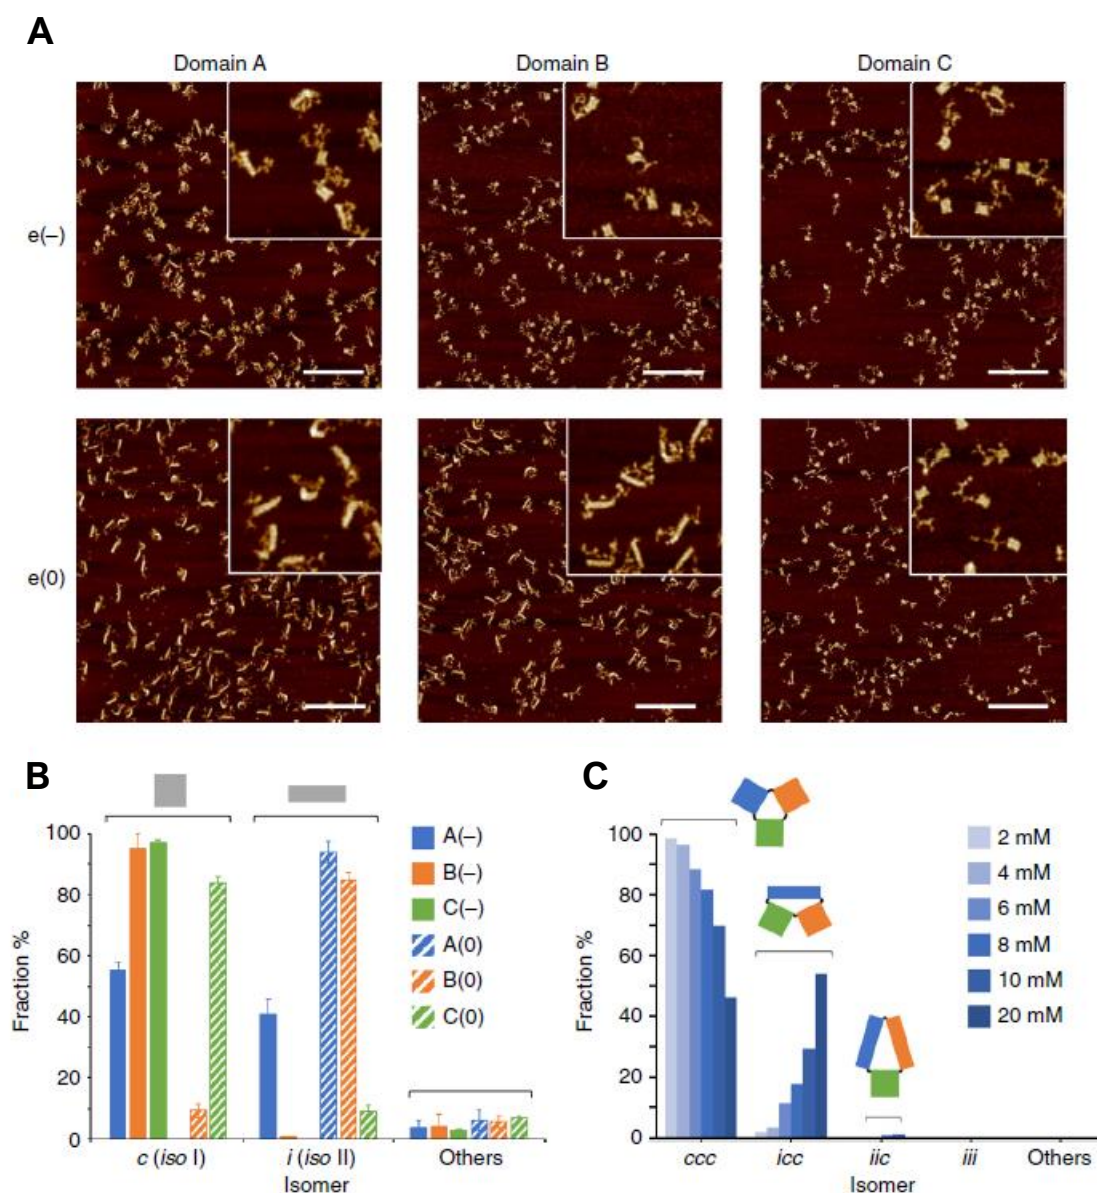 A
Domain A
Domain B
Domain C
e(–)
e(0)
B
100
80
60
40
20
0
Fraction %
c (iso I)
i (iso II)
Others
Isomer
A(–)
B(–)
C(–)
A(0)
B(0)
C(0)
C
100
80
60
40
20
0
Fraction %
ccc
icc
iic
iii
Others
Isomer
2 mM
4 mM
6 mM
8 mM
10 mM
20 mM